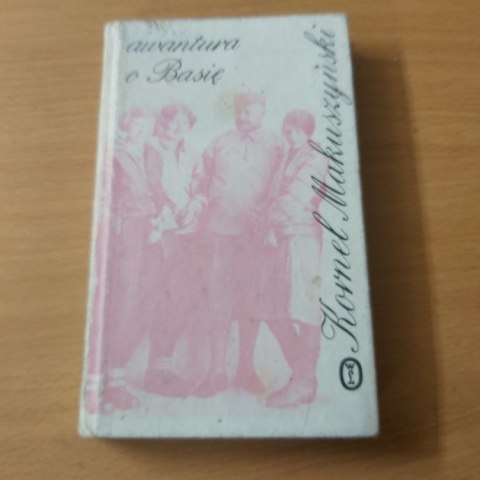 awantura
o Basię
Kornel Makuszyński